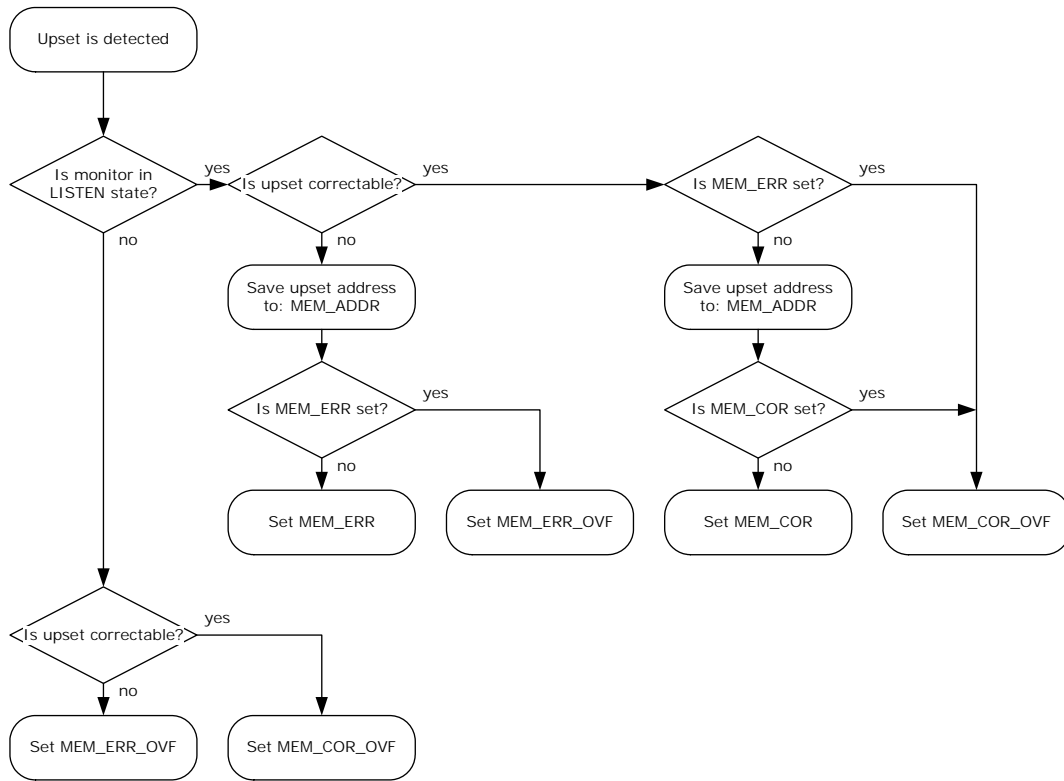 Upset is detected
Is monitor in
LISTEN state?
yes
Is upset correctable?
yes
Is MEM_ERR set?
yes
no
no
no
Save upset address
to: MEM_ADDR
Save upset address
to: MEM_ADDR
Is MEM_ERR set?
yes
Is MEM_COR set?
yes
no
no
Set MEM_ERR
Set MEM_ERR_OVF
Set MEM_COR
Set MEM_COR_OVF
Is upset correctable?
yes
no
Set MEM_ERR_OVF
Set MEM_COR_OVF